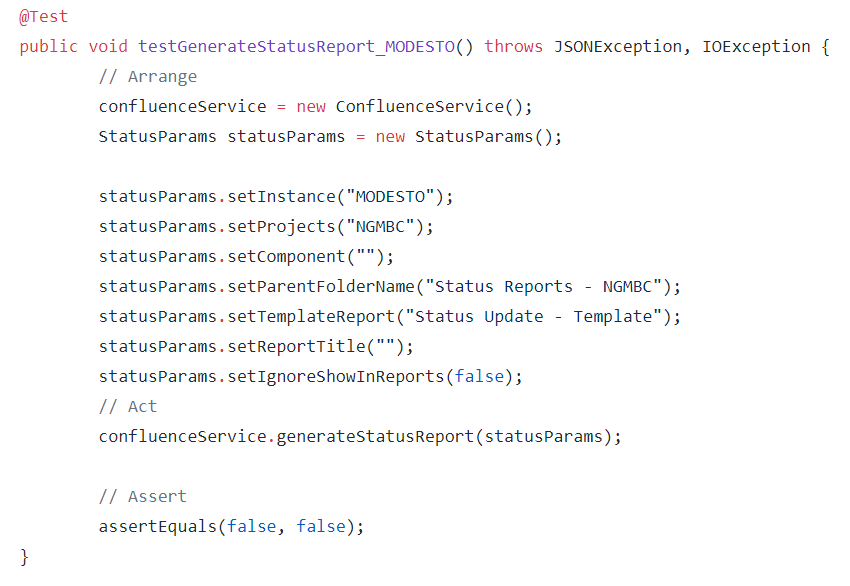 @Test
public void testGenerateStatusReport_MODESTO() throws JSONException, IOException {
// Arrange
confluenceService = new ConfluenceService();
StatusParams statusParams = new StatusParams();
statusParams.setInstance("MODESTO");
statusParams.setProjects("NGMBC");
statusParams.setComponent("");
statusParams.setParentFolderName("Status Reports - NGMBC");
statusParams.setTemplateReport("Status Update - Template");
statusParams.setReportTitle("");
statusParams.setIgnoreShowInReports(false);
// Act
confluenceService.generateStatusReport(statusParams);
// Assert
assertEquals(false, false);
}